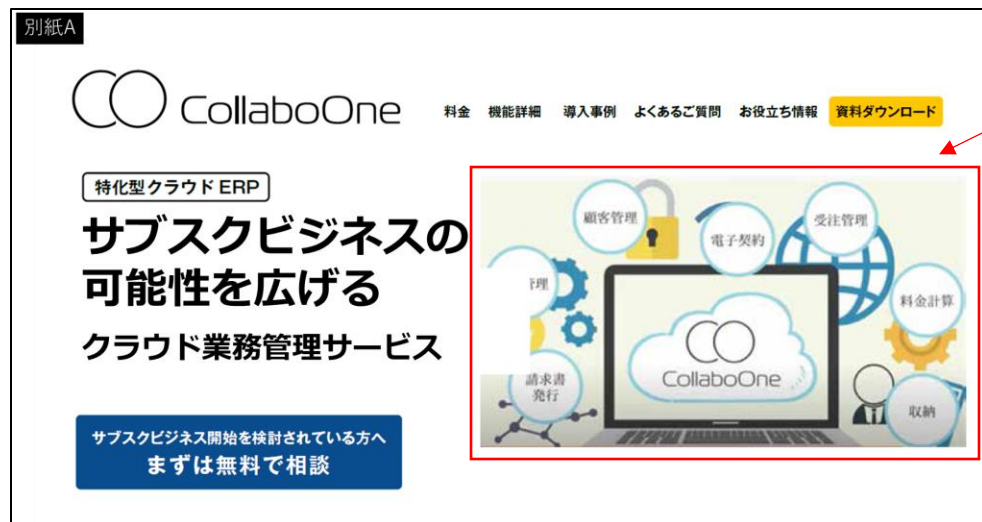 別紙A
CO CollaboOne
料金 機能詳細 導入事例 よくあるご質問 お役立ち情報 資料ダウンロード
特化型クラウド ERP
サブスクビジネスの
可能性を広げる
クラウド業務管理サービス
サブスクビジネス開始を検討されている方へ
まずは無料で相談
顧客管理
電子契約
受注管理
管理
料金計算
CO
CollaboOne
請求書
発行
収納